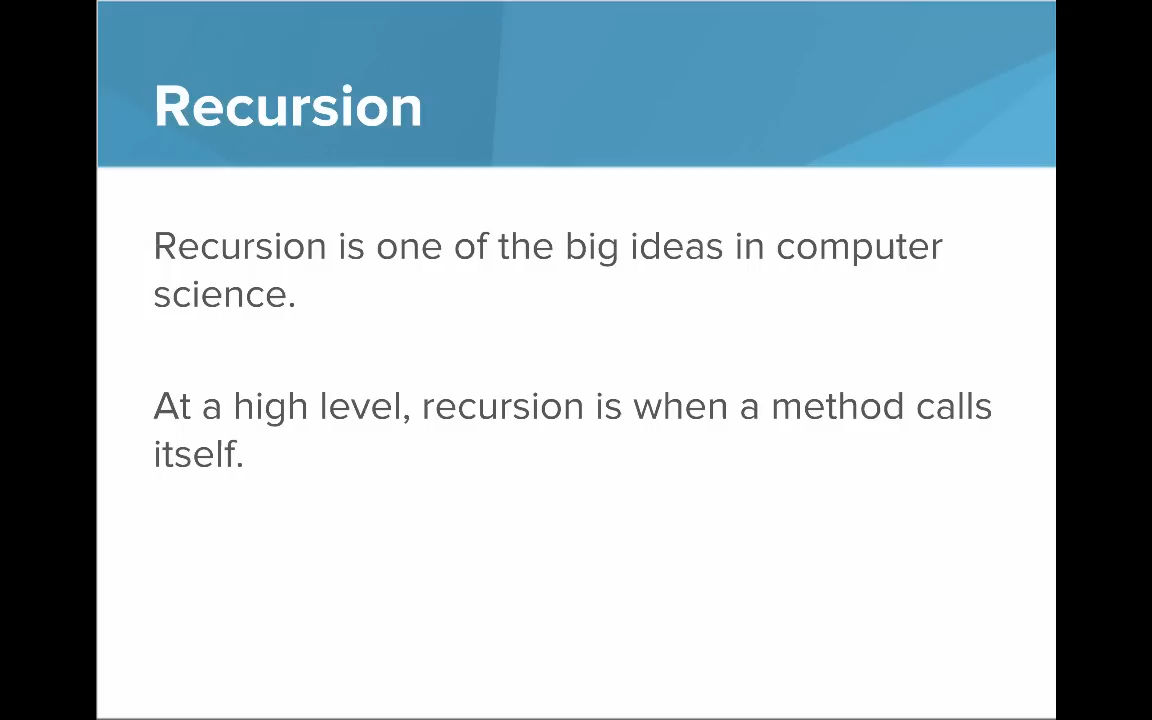 Recursion
Recursion is one of the big ideas in computer
science.
At a high level, recursion is when a method calls
itself.